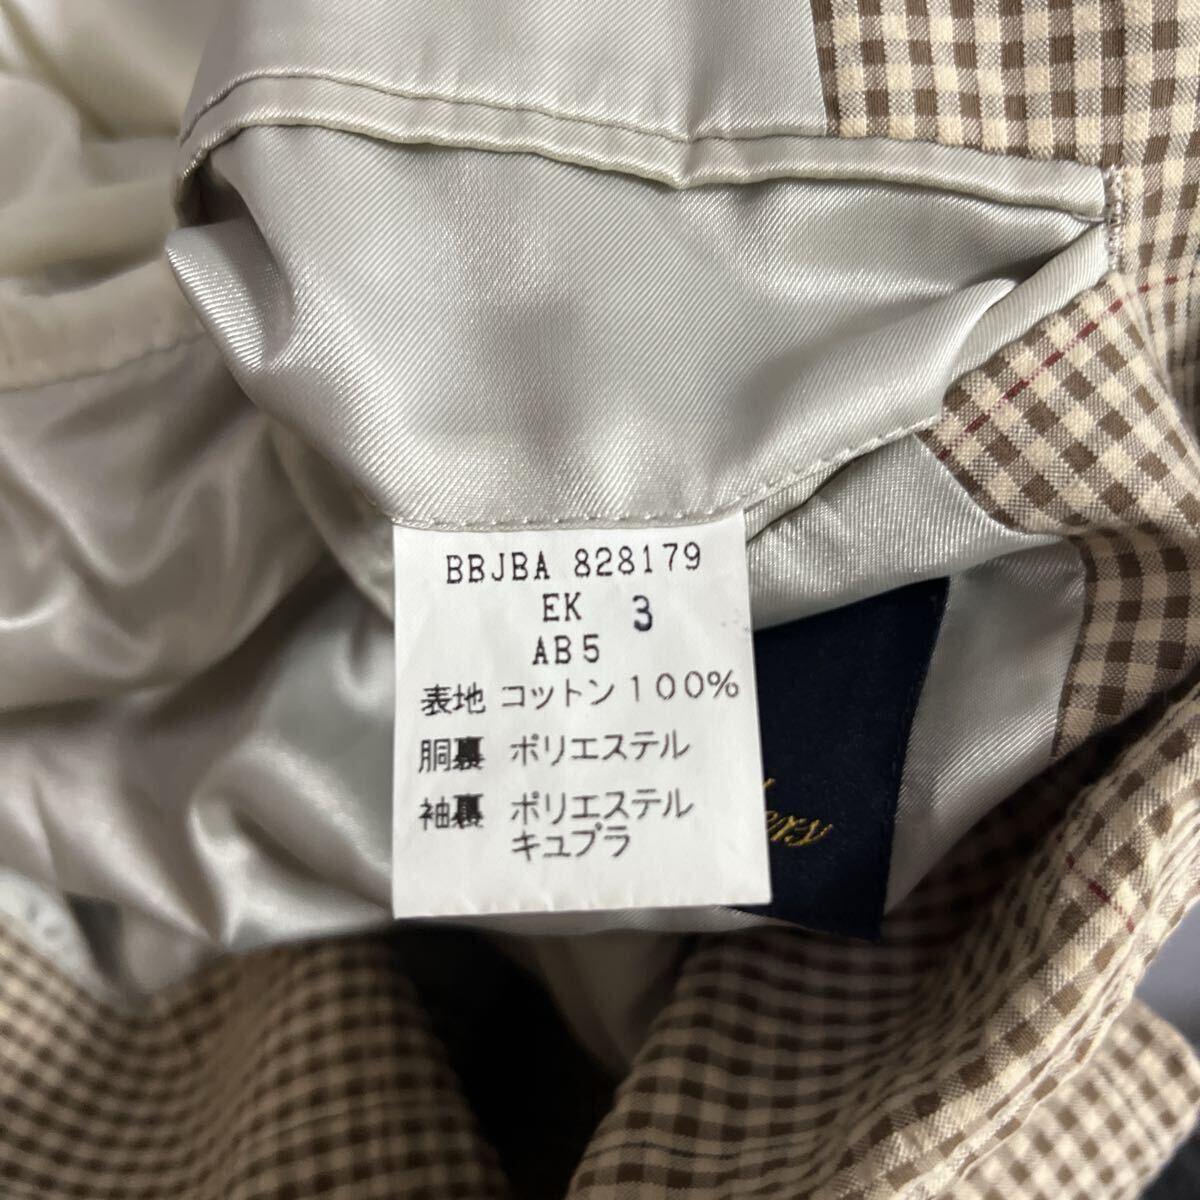 BBJBA 828179
EK 3
AB5
表地 コットン100%
胴裏 ポリエステル
袖裏 ポリエステル
キュプラ